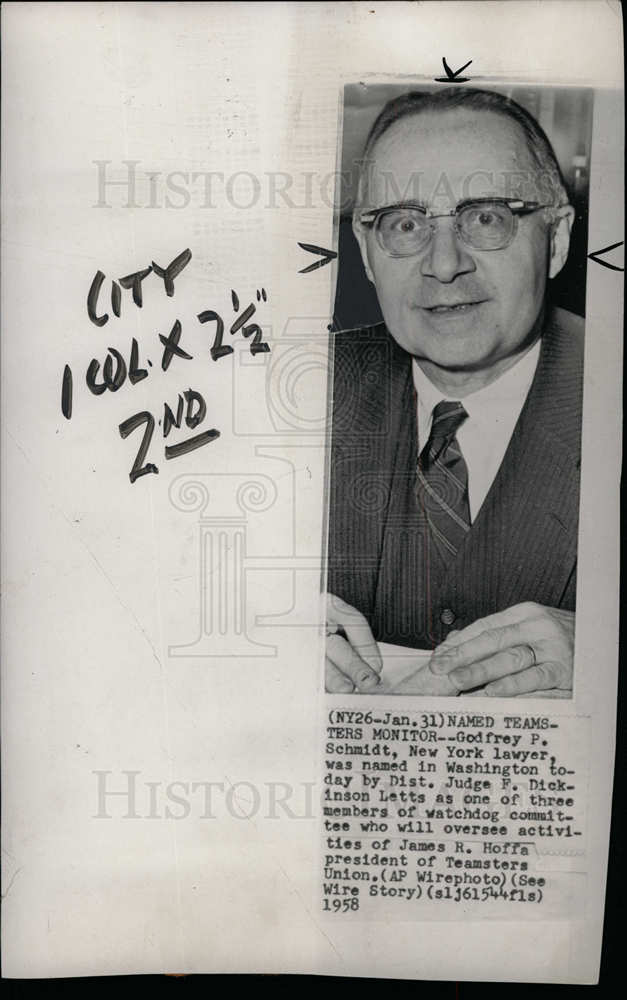 HISTORIC IMAGES
CITY
1 COL. X 2 1/2"
2ND
(NY26-Jan.31)NAMED TEAMS-
TERS MONITOR--Godfrey P.
Schmidt, New York lawyer,
was named in Washington to-
day by Dist. Judge F. Dick-
inson Letts as one of three
members of watchdog commit-
tee who will oversee activi-
ties of James R. Hoffa
president of Teamsters
Union.(AP Wirephoto)(See
Wire Story)(slj61544fls)
1958
HISTORIC IMAGES